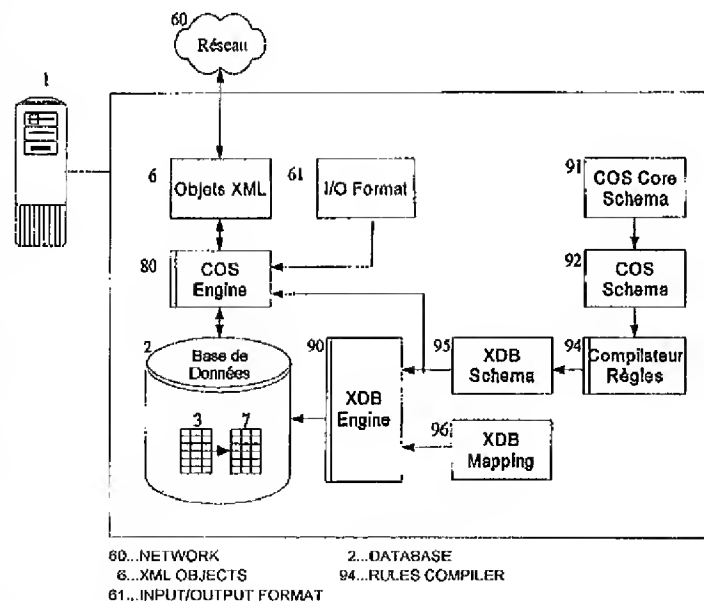 60
Réseau
1
6
Objets XML
61
I/O Format
91
COS Core
Schema
80
COS
Engine
92
COS
Schema
2
Base de
Données
90
XDB
Engine
95
XDB
Schema
94
Compilateur
Règles
3
7
96
XDB
Mapping
60...NETWORK
2...DATABASE
6...XML OBJECTS
94...RULES COMPILER
61...INPUT/OUTPUT FORMAT